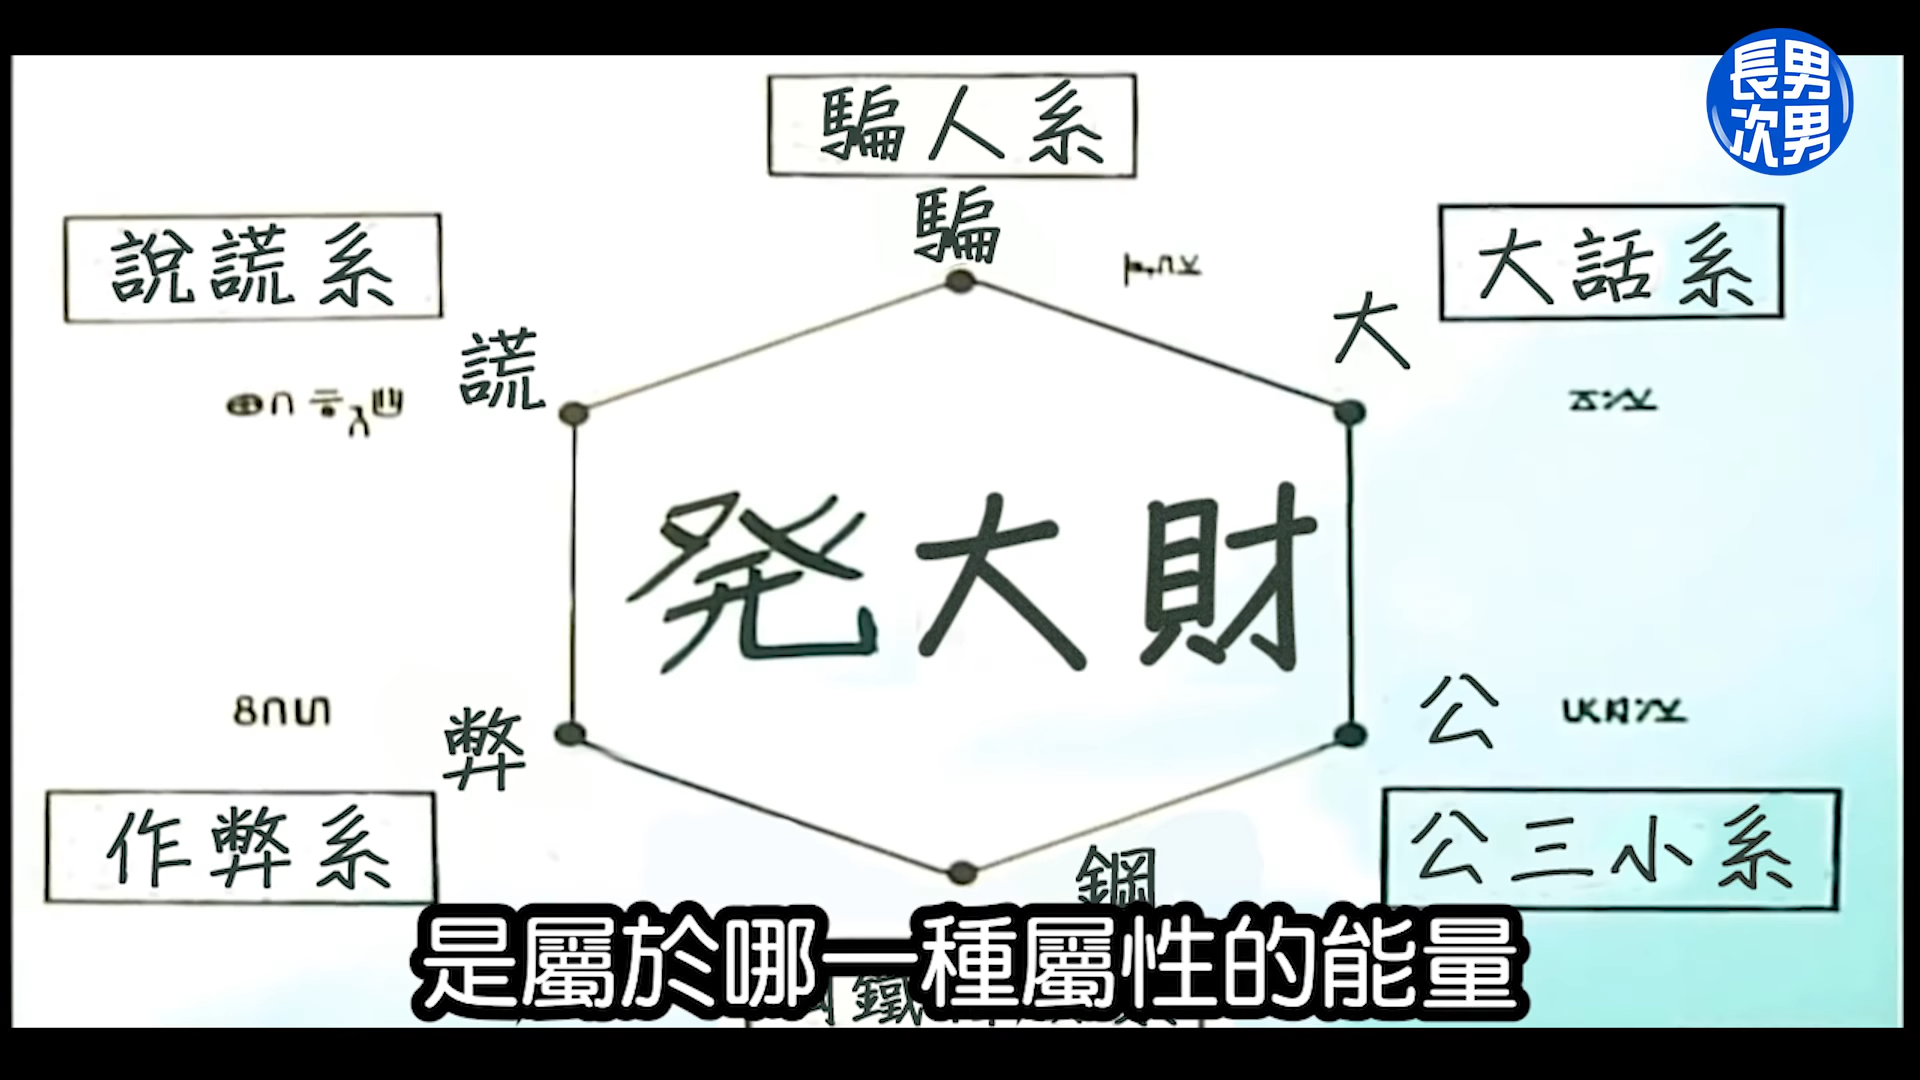 長男
次男
騙人系
騙
說謊系
謊
大話系
大
発大財
弊
作弊系
公
公三小系
鋼
鐵
是屬於哪一種屬性的能量